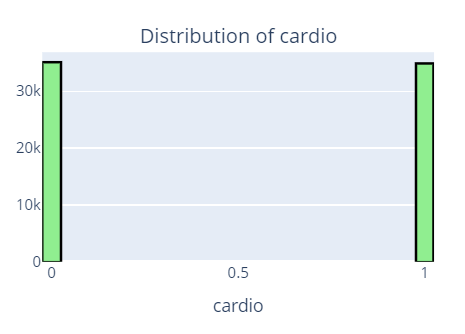 Distribution of cardio
30k
20k
10k
0
0 0.5 1
cardio